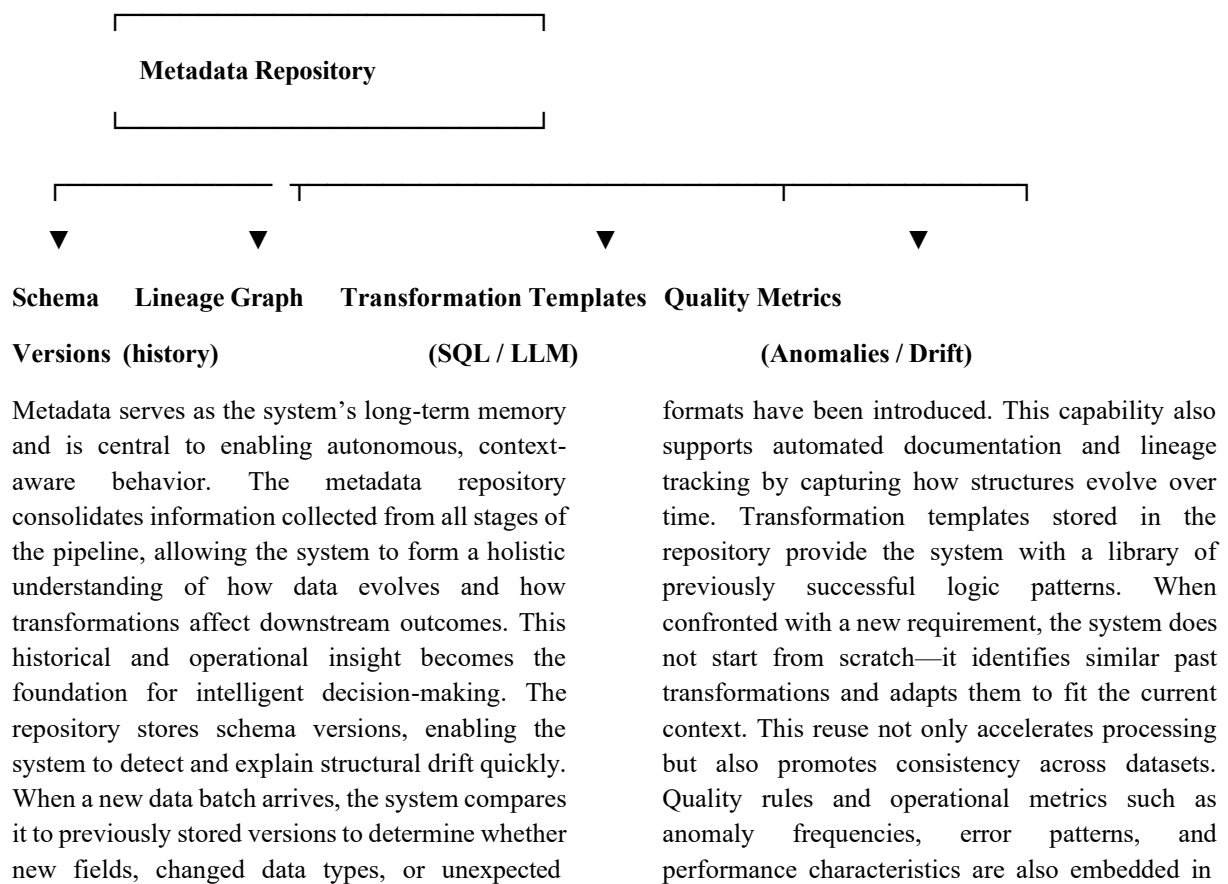 Metadata Repository
Schema Lineage Graph Transformation Templates Quality Metrics
Versions (history) (SQL / LLM) (Anomalies / Drift)
Metadata serves as the system’s long-term memory
and is central to enabling autonomous, context-
aware behavior. The metadata repository
consolidates information collected from all stages of
the pipeline, allowing the system to form a holistic
understanding of how data evolves and how
transformations affect downstream outcomes. This
historical and operational insight becomes the
foundation for intelligent decision-making. The
repository stores schema versions, enabling the
system to detect and explain structural drift quickly.
When a new data batch arrives, the system compares
it to previously stored versions to determine whether
new fields, changed data types, or unexpected
formats have been introduced. This capability also
supports automated documentation and lineage
tracking by capturing how structures evolve over
time. Transformation templates stored in the
repository provide the system with a library of
previously successful logic patterns. When
confronted with a new requirement, the system does
not start from scratch—it identifies similar past
transformations and adapts them to fit the current
context. This reuse not only accelerates processing
but also promotes consistency across datasets.
Quality rules and operational metrics such as
anomaly frequencies, error patterns, and
performance characteristics are also embedded in